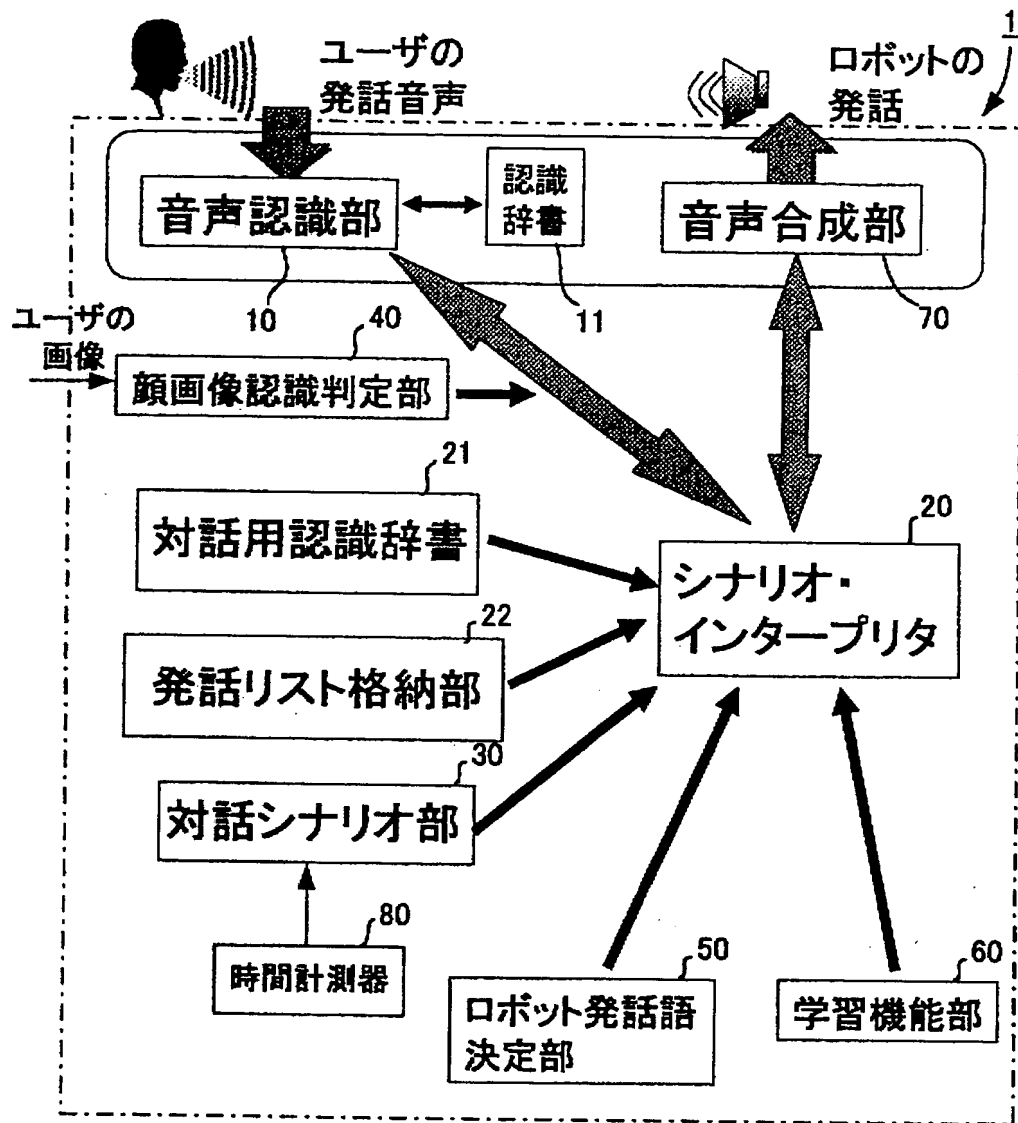 1
ユーザの
発話音声
ロボットの
発話
音声認識部
認識
辞書
音声合成部
10
11
70
ユーザの
画像
40
顔画像認識判定部
21
対話用認識辞書
20
シナリオ・
インタープリタ
22
発話リスト格納部
30
対話シナリオ部
80
時間計測器
50
ロボット発話語
決定部
60
学習機能部